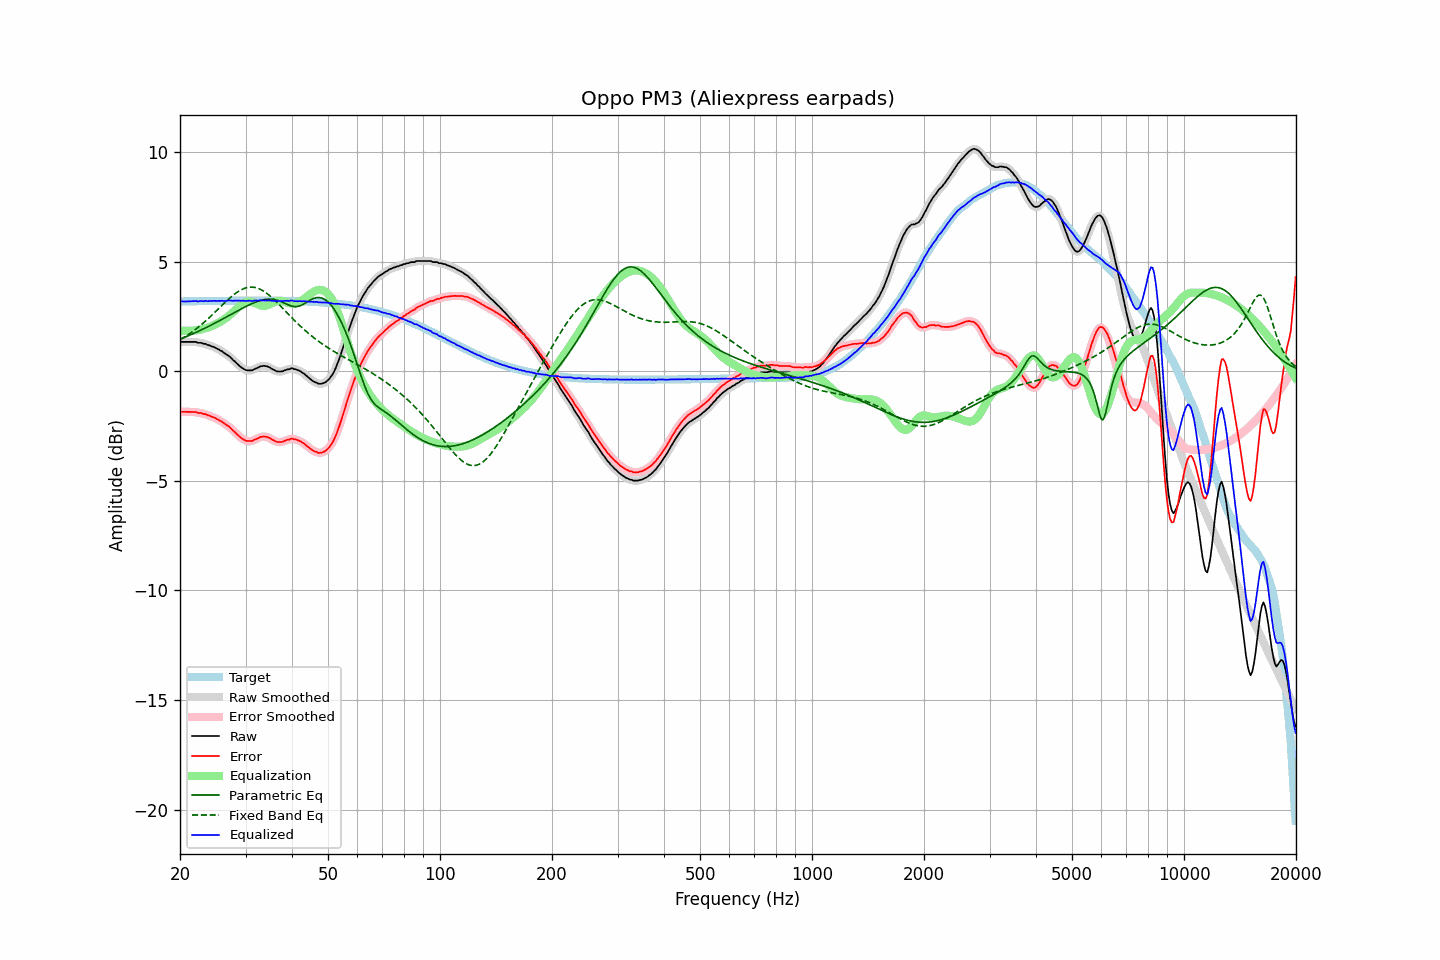 Oppo PM3 (Aliexpress earpads)
10
5
0
−5
−10
−15
−20
Amplitude (dBr)
Target
Raw Smoothed
Error Smoothed
Raw
Error
Equalization
Parametric Eq
Fixed Band Eq
Equalized
20 50 100 200 500 1000 2000 5000 10000 20000
Frequency (Hz)